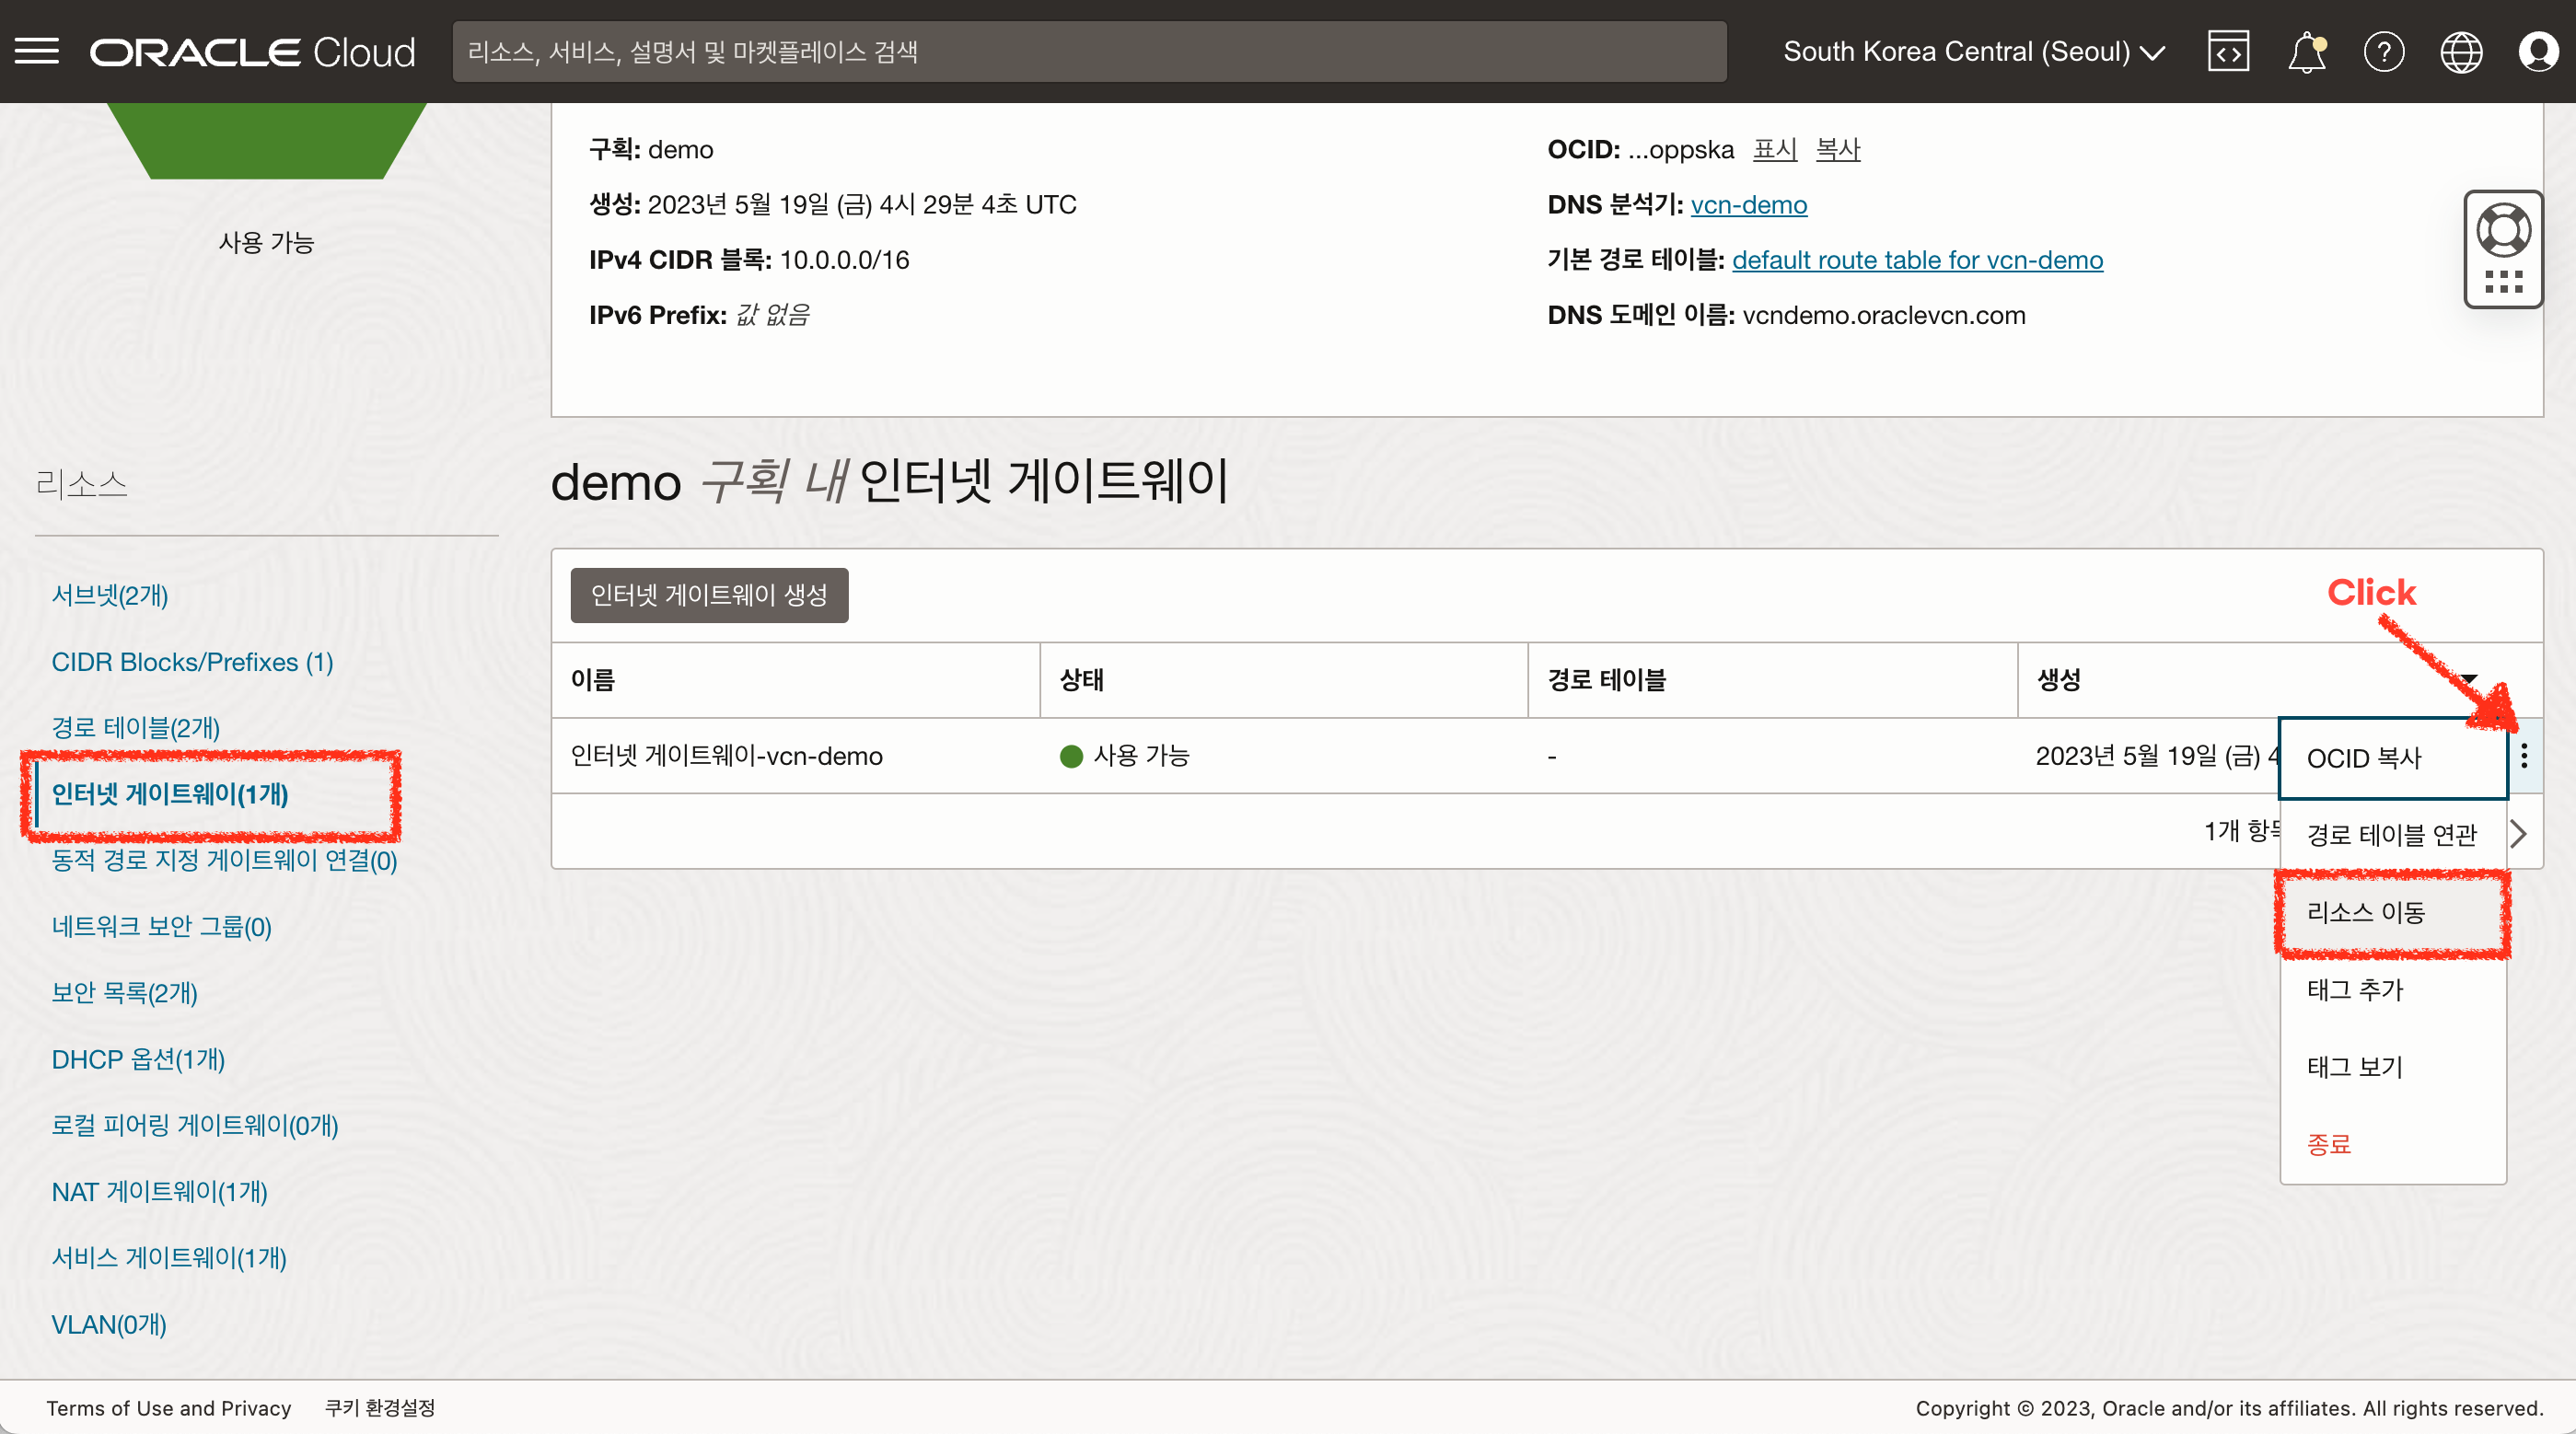 ORACLE Cloud
리소스, 서비스, 설명서 및 마켓플레이스 검색
South Korea Central (Seoul)
사용 가능
구획: demo
생성: 2023년 5월 19일 (금) 4시 29분 4초 UTC
IPv4 CIDR 블록: 10.0.0.0/16
IPv6 Prefix: 값 없음
OCID: ...oppska 표시 복사
DNS 분석기: vcn-demo
기본 경로 테이블: default route table for vcn-demo
DNS 도메인 이름: vcndemo.oraclevcn.com
리소스
서브넷(2개)
CIDR Blocks/Prefixes (1)
경로 테이블(2개)
인터넷 게이트웨이(1개)
동적 경로 지정 게이트웨이 연결(0)
네트워크 보안 그룹(0)
보안 목록(2개)
DHCP 옵션(1개)
로컬 피어링 게이트웨이(0개)
NAT 게이트웨이(1개)
서비스 게이트웨이(1개)
VLAN(0개)
demo 구획 내 인터넷 게이트웨이
인터넷 게이트웨이 생성
Click
이름 상태 경로 테이블 생성
인터넷 게이트웨이-vcn-demo 사용 가능 - 2023년 5월 19일 (금) 4
1개
OCID 복사
경로 테이블 연관
리소스 이동
태그 추가
태그 보기
종료
Terms of Use and Privacy 쿠키 환경설정
Copyright © 2023, Oracle and/or its affiliates. All rights reserved.